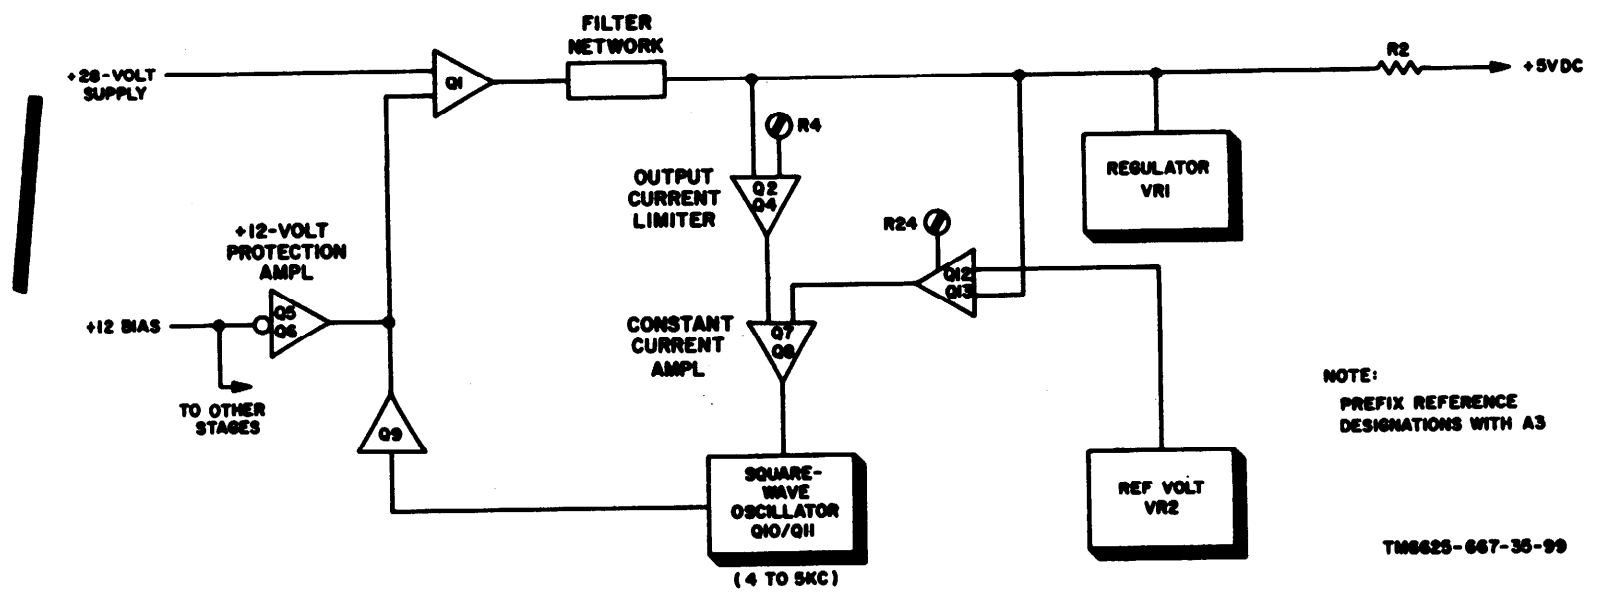 FILTER
NETWORK
R2
+5VDC
+28-VOLT
SUPPLY
Q1
R4
OUTPUT
CURRENT
LIMITER
Q2
Q4
REGULATOR
VR1
R24
+12-VOLT
PROTECTION
AMPL
Q12
Q13
+12 BIAS
Q5
Q6
CONSTANT
CURRENT
AMPL
Q7
Q8
TO OTHER
STAGES
Q9
NOTE:
PREFIX REFERENCE
DESIGNATIONS WITH A3
SQUARE-
WAVE
OSCILLATOR
Q10/Q11
(4 TO 5KC)
REF VOLT
VR2
TM6625-667-35-99